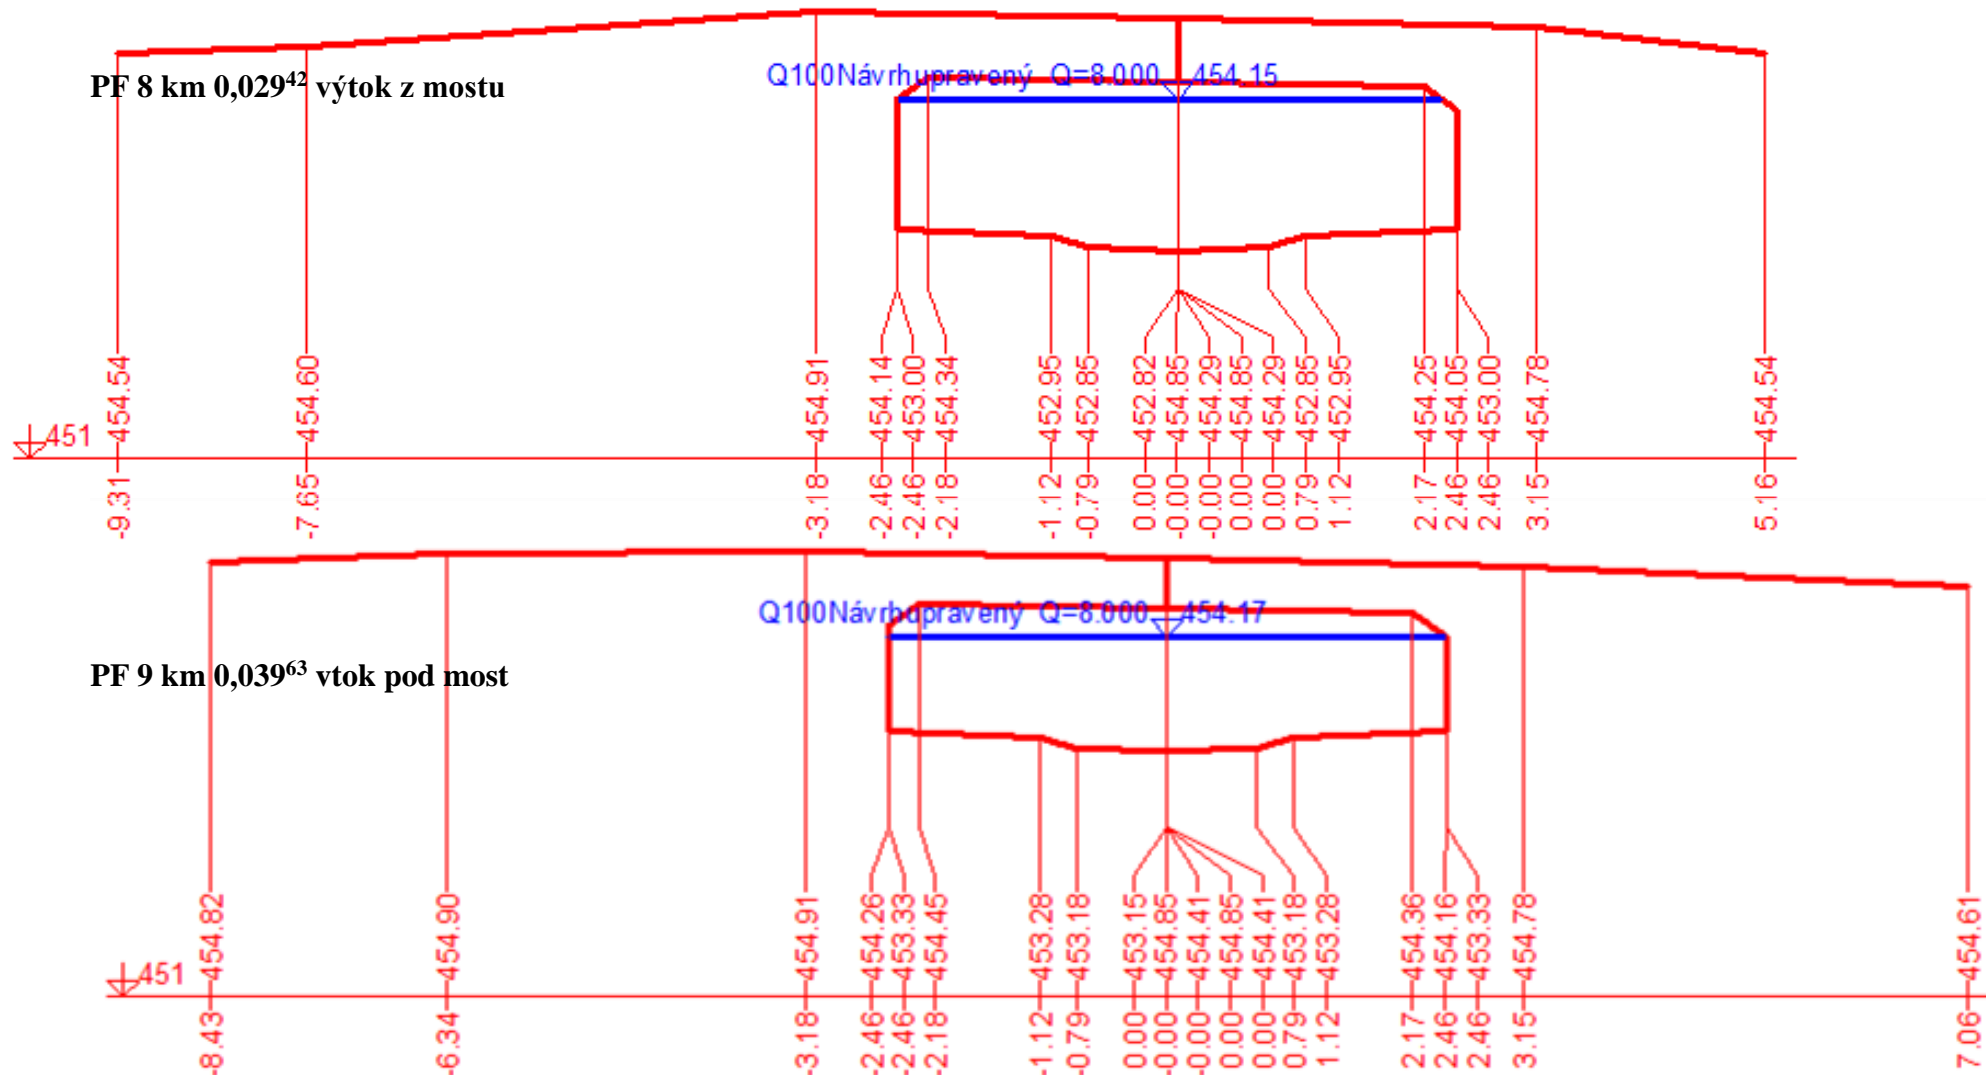 Q100Návrhupravený Q=8.000 454.15
PF 8 km 0,029⁴² výtok z mostu
454.54 454.60 454.91 454.14 453.00 454.34 452.95 452.85 452.82 454.85 454.29 454.85 454.29 452.85 452.95 454.25 454.05 453.00 454.78 454.54
451
-9.31 -7.65 -3.18 -2.46 -2.46 -2.18 -1.12 -0.79 0.00 -0.00 -0.00 0.00 0.00 0.79 1.12 2.17 2.46 2.46 3.15 5.16
Q100Návrhupravený Q=8.000 454.17
PF 9 km 0,039⁶³ vtok pod most
454.82 454.90 454.91 454.26 453.33 454.45 453.28 453.18 453.15 454.85 454.41 454.85 454.41 453.18 453.28 454.36 454.16 453.33 454.78 454.61
451
-8.43 -6.34 -3.18 -2.46 -2.46 -2.18 -1.12 -0.79 0.00 -0.00 -0.00 0.00 0.00 0.79 1.12 2.17 2.46 2.46 3.15 7.06